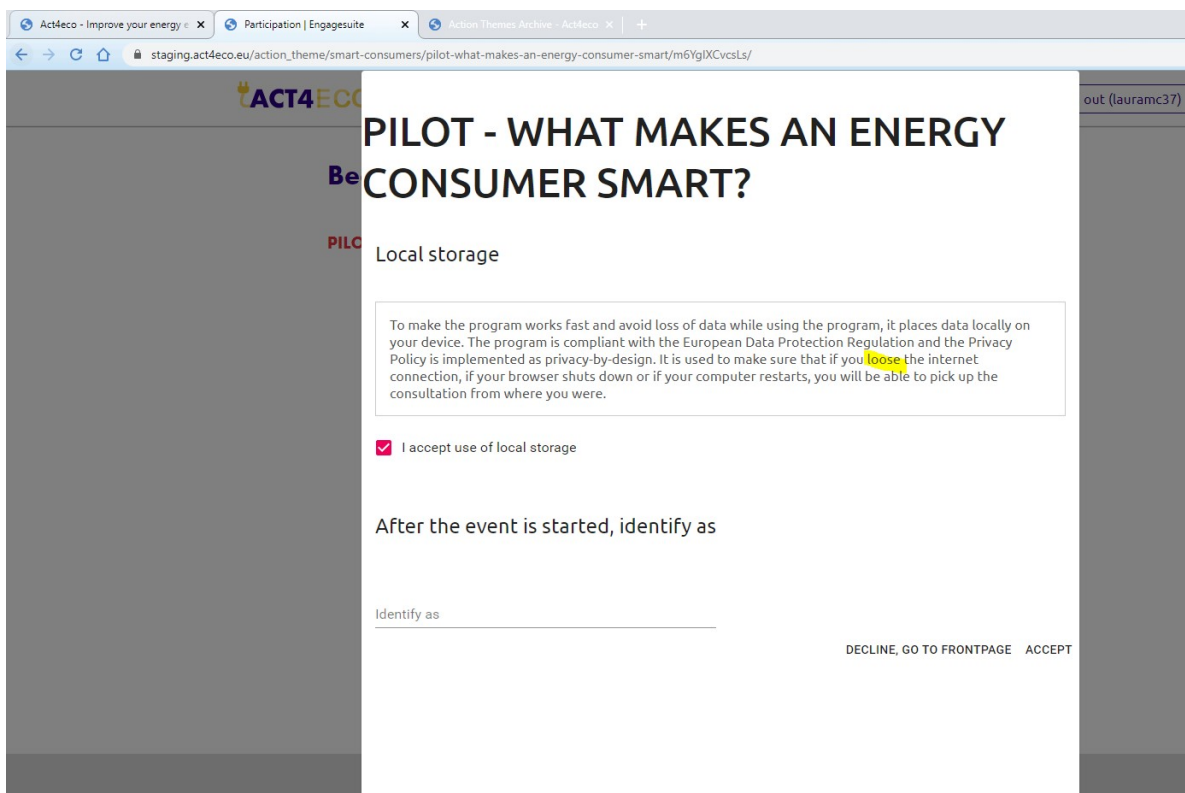 Act4eco - Improve your energy e
Participation | Engagesuite
Action Themes Archive - Act4eco
staging.act4eco.eu/action_theme/smart-consumers/pilot-what-makes-an-energy-consumer-smart/m6YgIXCvcsLs/
ACT4ECO
out (lauramc37)
PILOT - WHAT MAKES AN ENERGY
Be
CONSUMER SMART?
PILO
Local storage
To make the program works fast and avoid loss of data while using the program, it places data locally on
your device. The program is compliant with the European Data Protection Regulation and the Privacy
Policy is implemented as privacy-by-design. It is used to make sure that if you loose the internet
connection, if your browser shuts down or if your computer restarts, you will be able to pick up the
consultation from where you were.
I accept use of local storage
After the event is started, identify as
Identify as
DECLINE, GO TO FRONTPAGE ACCEPT